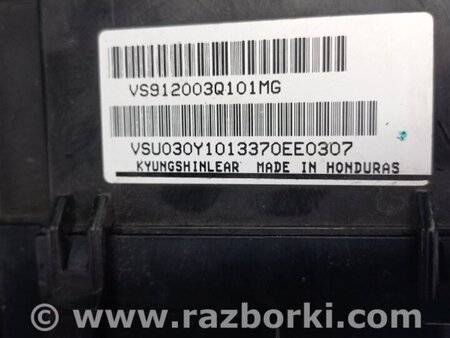 VS912003Q101MG
VSU030Y1013370EE0307
KYUNGSHINLEAR MADE IN HONDURAS
© www.razborki.com